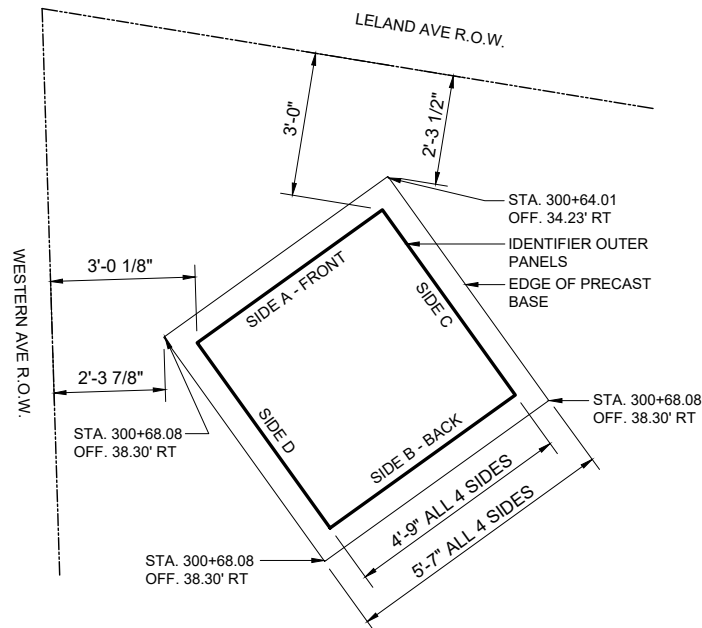 LELAND AVE R.O.W.
3'-0"
2'-3 1/2"
STA. 300+64.01
OFF. 34.23' RT
IDENTIFIER OUTER
PANELS
EDGE OF PRECAST
BASE
WESTERN AVE R.O.W.
3'-0 1/8"
SIDE A - FRONT
SIDE C
2'-3 7/8"
STA. 300+68.08
OFF. 38.30' RT
SIDE D
SIDE B - BACK
STA. 300+68.08
OFF. 38.30' RT
4'-9" ALL 4 SIDES
5'-7" ALL 4 SIDES
STA. 300+68.08
OFF. 38.30' RT